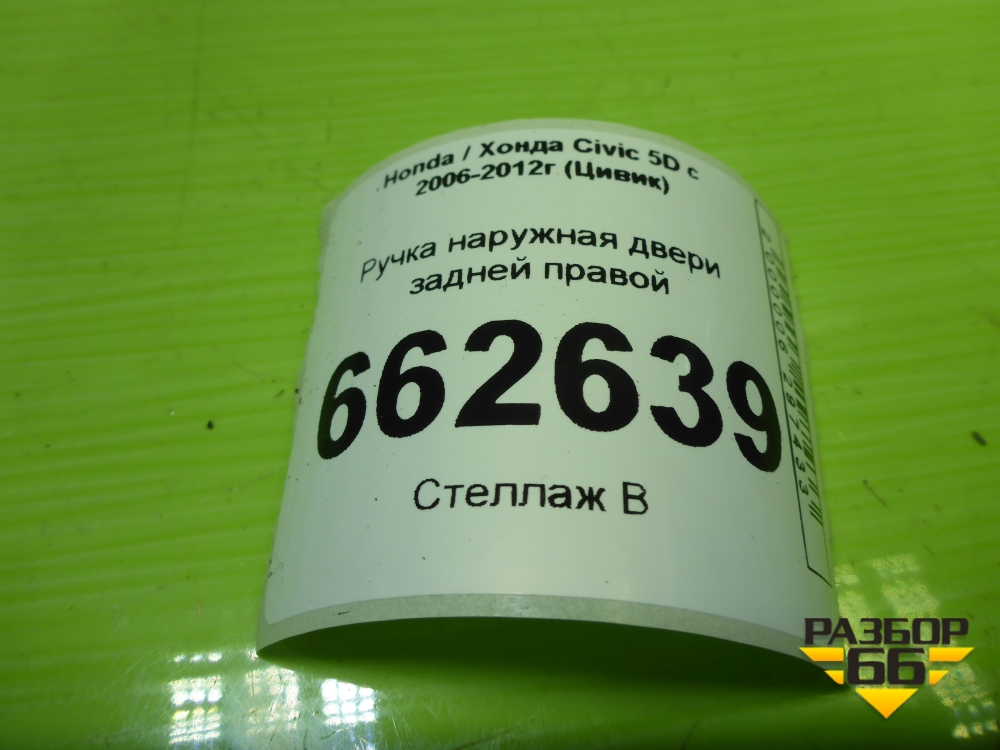 Honda / Хонда Civic 5D с
2006-2012г (Цивик)
Ручка наружная двери
задней правой
662639
Стеллаж В
РАЗБОР
66